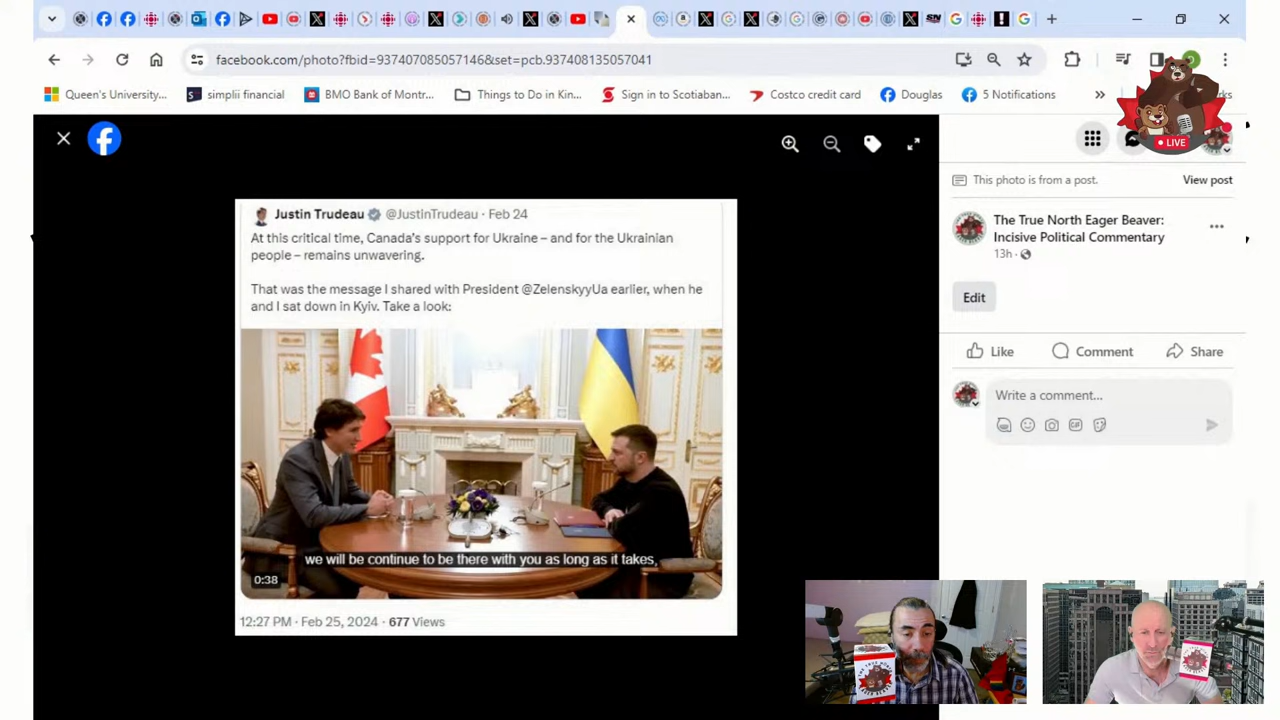 facebook.com/photo?fbid=937407085057146&set=pcb.937408135057041
Queen's University...
simplii financial
BMO Bank of Montr...
Things to Do in Kin...
Sign in to Scotiaban...
Costco credit card
Douglas
5 Notifications
»
LIVE
This photo is from a post.
View post
The True North Eager Beaver:
Incisive Political Commentary
13h
Edit
Like
Comment
Share
Write a comment...
GIF
Justin Trudeau @JustinTrudeau · Feb 24
At this critical time, Canada's support for Ukraine – and for the Ukrainian
people – remains unwavering.
That was the message I shared with President @ZelenskyyUa earlier, when he
and I sat down in Kyiv. Take a look:
we will be continue to be there with you as long as it takes,
0:38
12:27 PM · Feb 25, 2024 · 677 Views